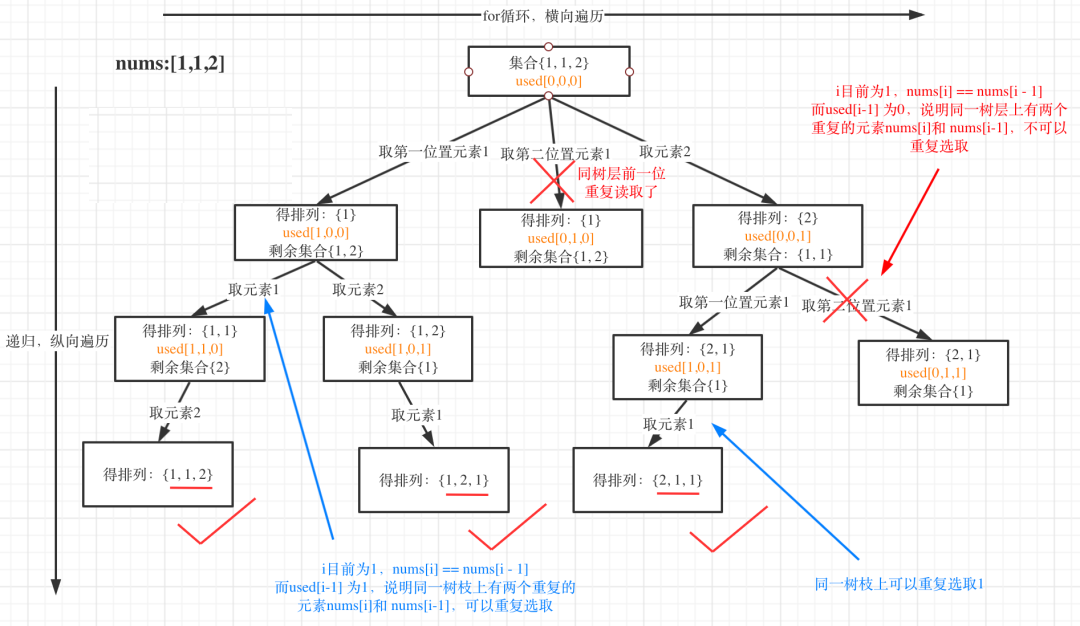 for循环，横向遍历
nums:[1,1,2]
集合{1, 1, 2}
used[0,0,0]
i目前为1，nums[i] == nums[i - 1]
而used[i-1] 为0，说明同一树层上有两个
重复的元素nums[i]和 nums[i-1]，不可以
重复选取
取第一位置元素1
取第二位置元素1
取元素2
同树层前一位
重复读取了
得排列：{1}
used[1,0,0]
剩余集合{1, 2}
得排列：{1}
used[0,1,0]
剩余集合{1, 2}
得排列：{2}
used[0,0,1]
剩余集合：{1, 1}
取元素1
取元素2
取第一位置元素1
取第二位置元素1
递归，纵向遍历
得排列：{1, 1}
used[1,1,0]
剩余集合{2}
得排列：{1, 2}
used[1,0,1]
剩余集合{1}
得排列：{2, 1}
used[1,0,1]
剩余集合{1}
得排列：{2, 1}
used[0,1,1]
剩余集合{1}
取元素2
取元素1
取元素1
得排列：{1, 1, 2}
得排列：{1, 2, 1}
得排列：{2, 1, 1}
i目前为1，nums[i] == nums[i - 1]
而used[i-1] 为1，说明同一树枝上有两个重复的
元素nums[i]和 nums[i-1]，可以重复选取
同一树枝上可以重复选取1